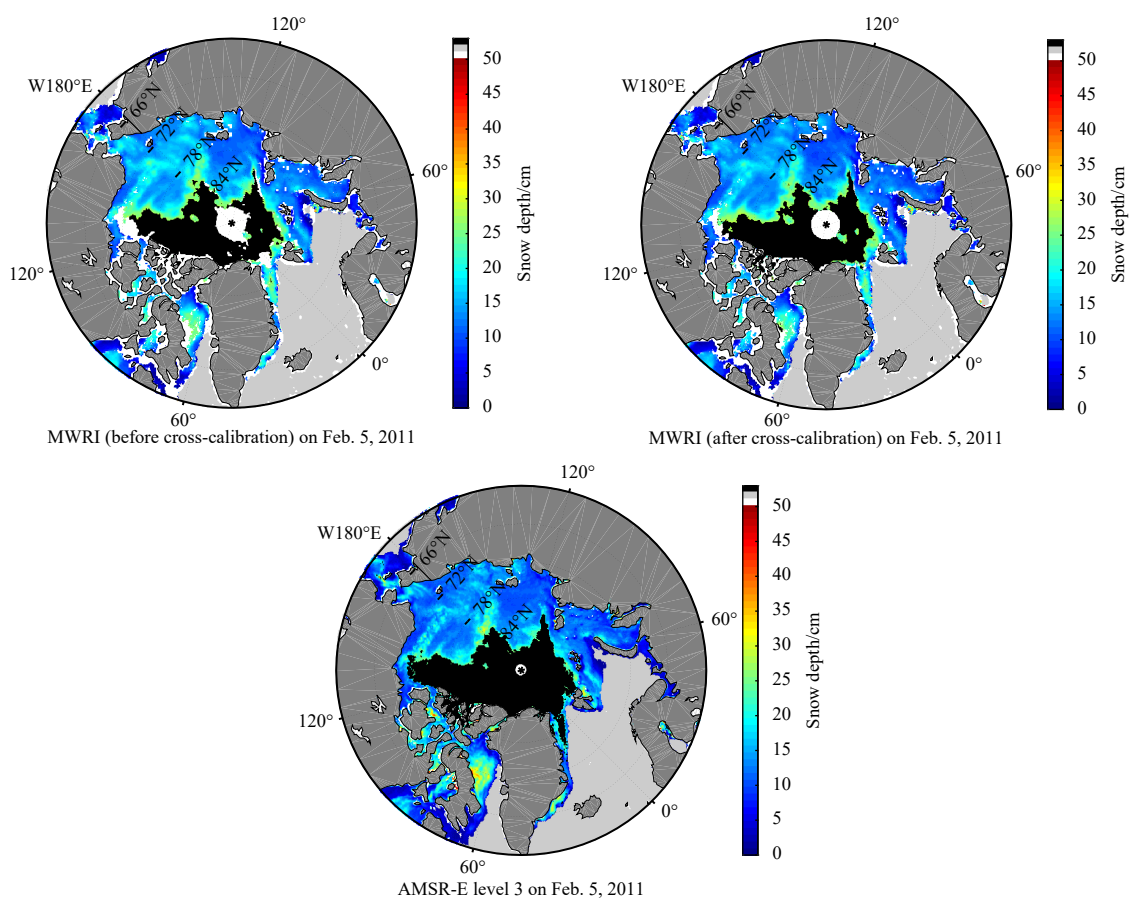 120°
W180°E
66°N
72°N
78°N
84°N
60°
120°
60°
0°
50
45
40
35
30
25
20
15
10
5
0
Snow depth/cm
MWRI (before cross-calibration) on Feb. 5, 2011
120°
W180°E
66°N
72°N
78°N
84°N
60°
120°
60°
0°
50
45
40
35
30
25
20
15
10
5
0
Snow depth/cm
MWRI (after cross-calibration) on Feb. 5, 2011
120°
W180°E
66°N
72°N
78°N
84°N
60°
120°
60°
0°
50
45
40
35
30
25
20
15
10
5
0
Snow depth/cm
AMSR-E level 3 on Feb. 5, 2011